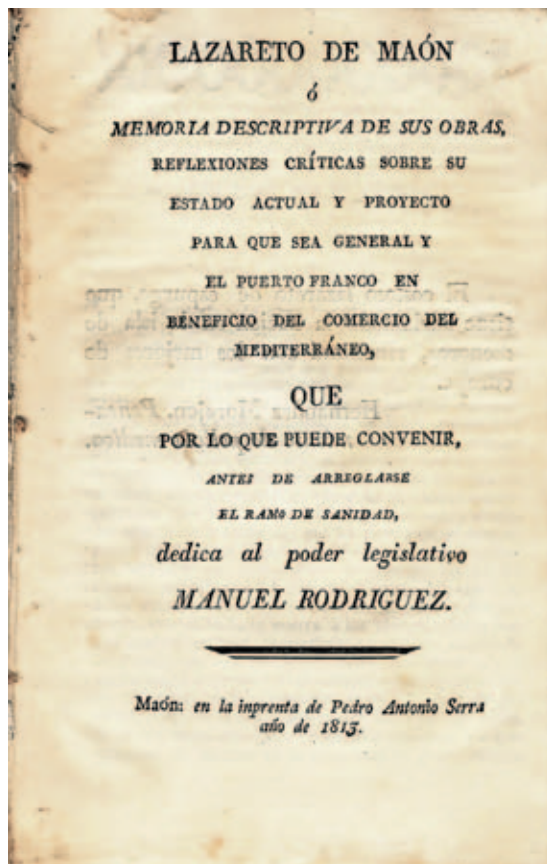 LAZARETO DE MAÓN
ó
MEMORIA DESCRIPTIVA DE SUS OBRAS,
REFLEXIONES CRÍTICAS SOBRE SU
ESTADO ACTUAL Y PROYECTO
PARA QUE SEA GENERAL Y
EL PUERTO FRANCO EN
BENEFICIO DEL COMERCIO DEL
MEDITERRÁNEO,
QUE
POR LO QUE PUEDE CONVENIR,
ANTES DE ARREGLARSE
EL RAMO DE SANIDAD,
dedica al poder legislativo
MANUEL RODRIGUEZ.
Maón: en la inprenta de Pedro Antonio Serra
año de 1813.